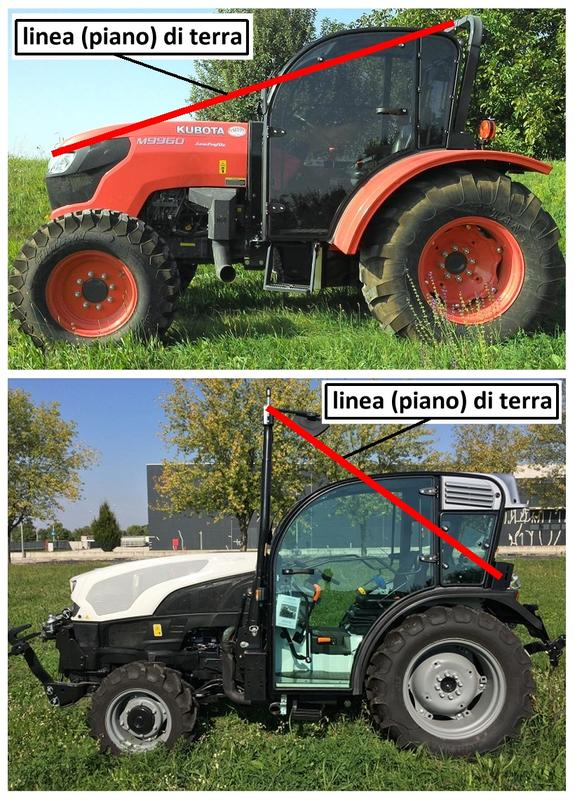 linea (piano) di terra
KUBOTA
M9960
linea (piano) di terra